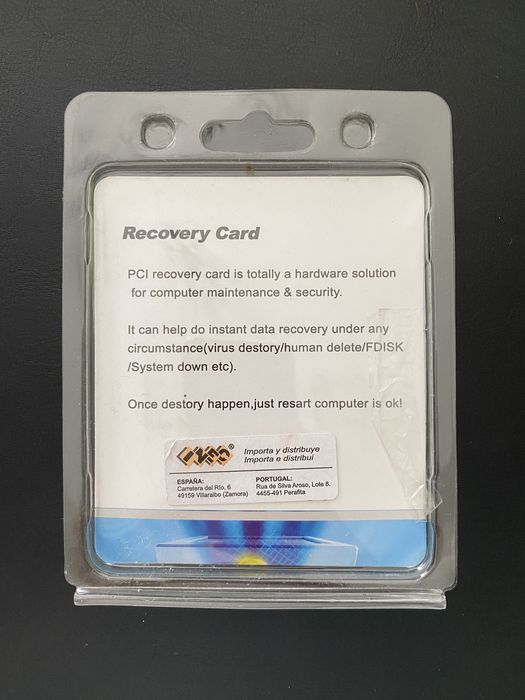 Recovery Card
PCI recovery card is totally a hardware solution
for computer maintenance & security.
It can help do instant data recovery under any
circumstance(virus destory/human delete/FDISK
/System down etc).
Once destory happen,just resart computer is ok!
Importa y distribuye
Importa e distribui
ESPAÑA:
Carretera del Río, 6
49159 Villaralbo (Zamora)
PORTUGAL:
Rua de Silva Aroso, Lote 8.
4455-491 Perafita